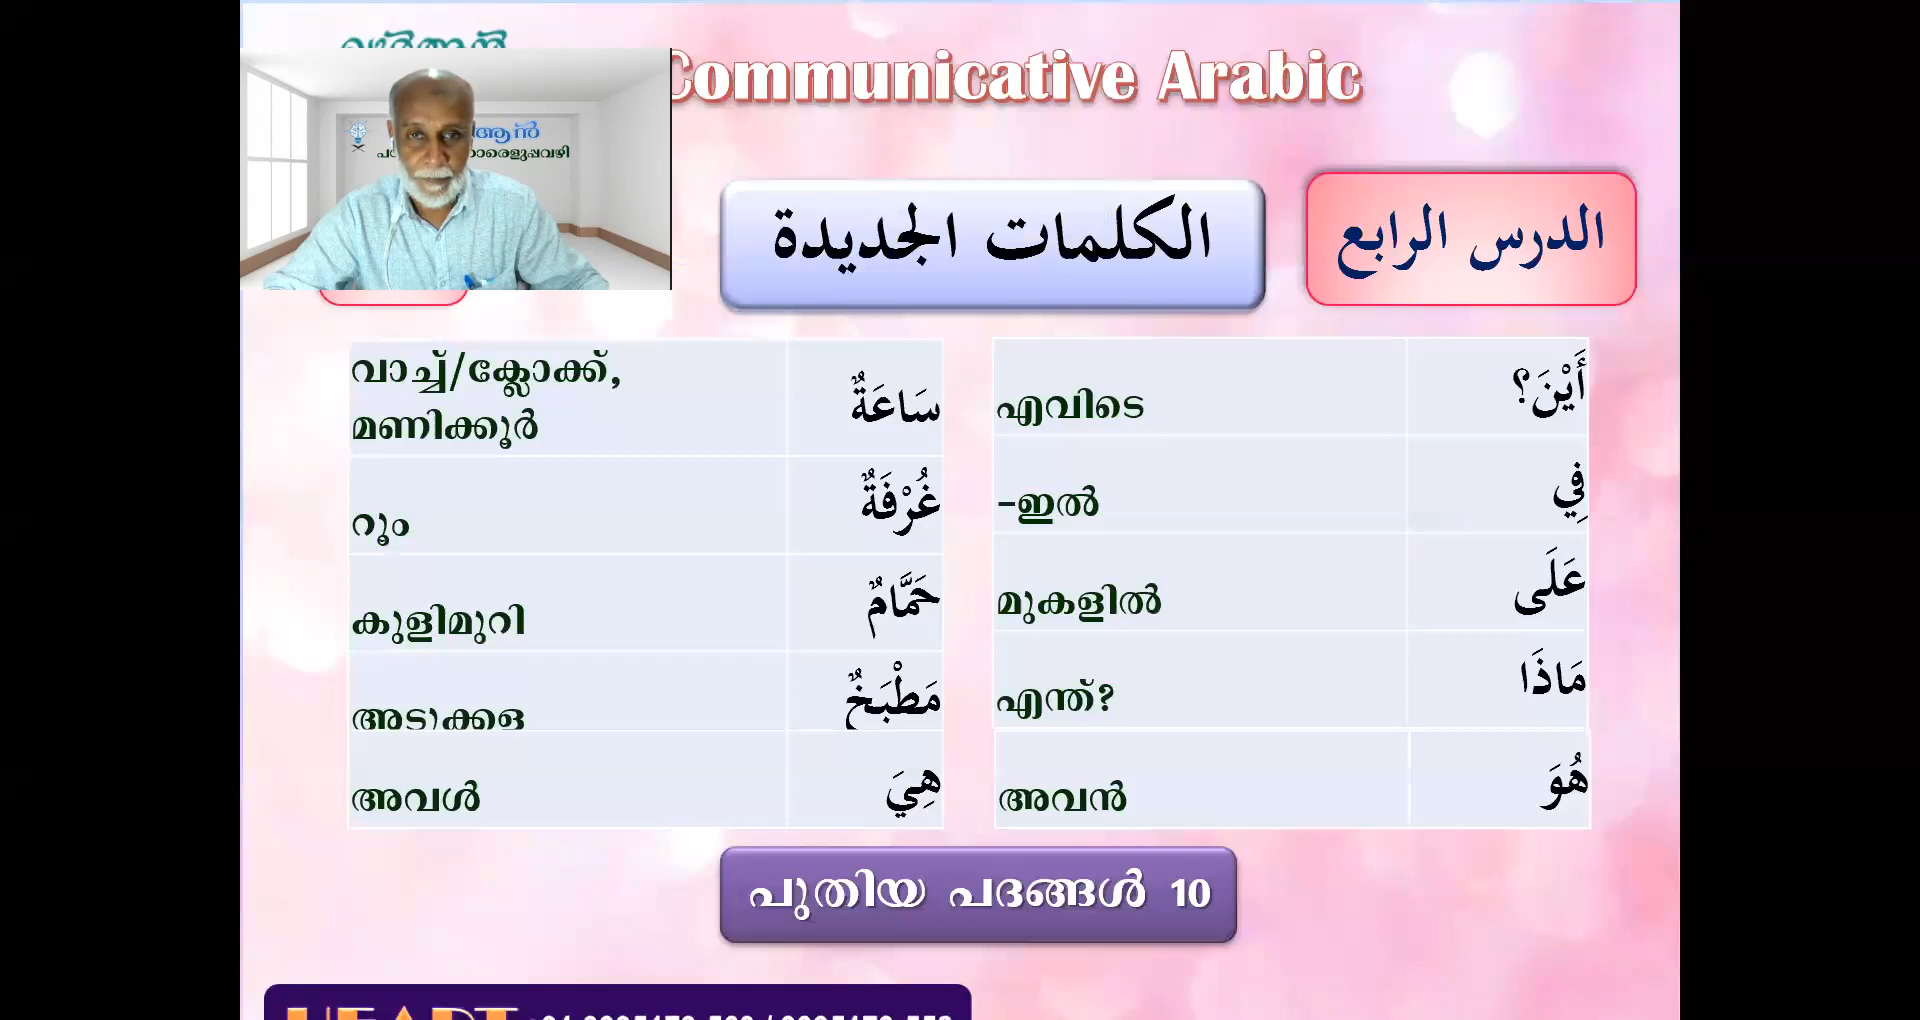 Communicative Arabic
ആൻ
الكلمات الجديدة
الدرس الرابع
أَيْنَ؟
എവിടെ
فِي
-ഇൽ
عَلَى
മുകളിൽ
مَاذَا
എന്ത്?
هُوَ
അവൻ
سَاعَةٌ
വാച്ച്/ക്ലോക്ക്,
മണിക്കൂർ
غُرْفَةٌ
റൂം
حَمَّامٌ
കുളിമുറി
مَطْبَخٌ
അടുക്കള
هِيَ
അവൾ
പുതിയ പദങ്ങൾ 10